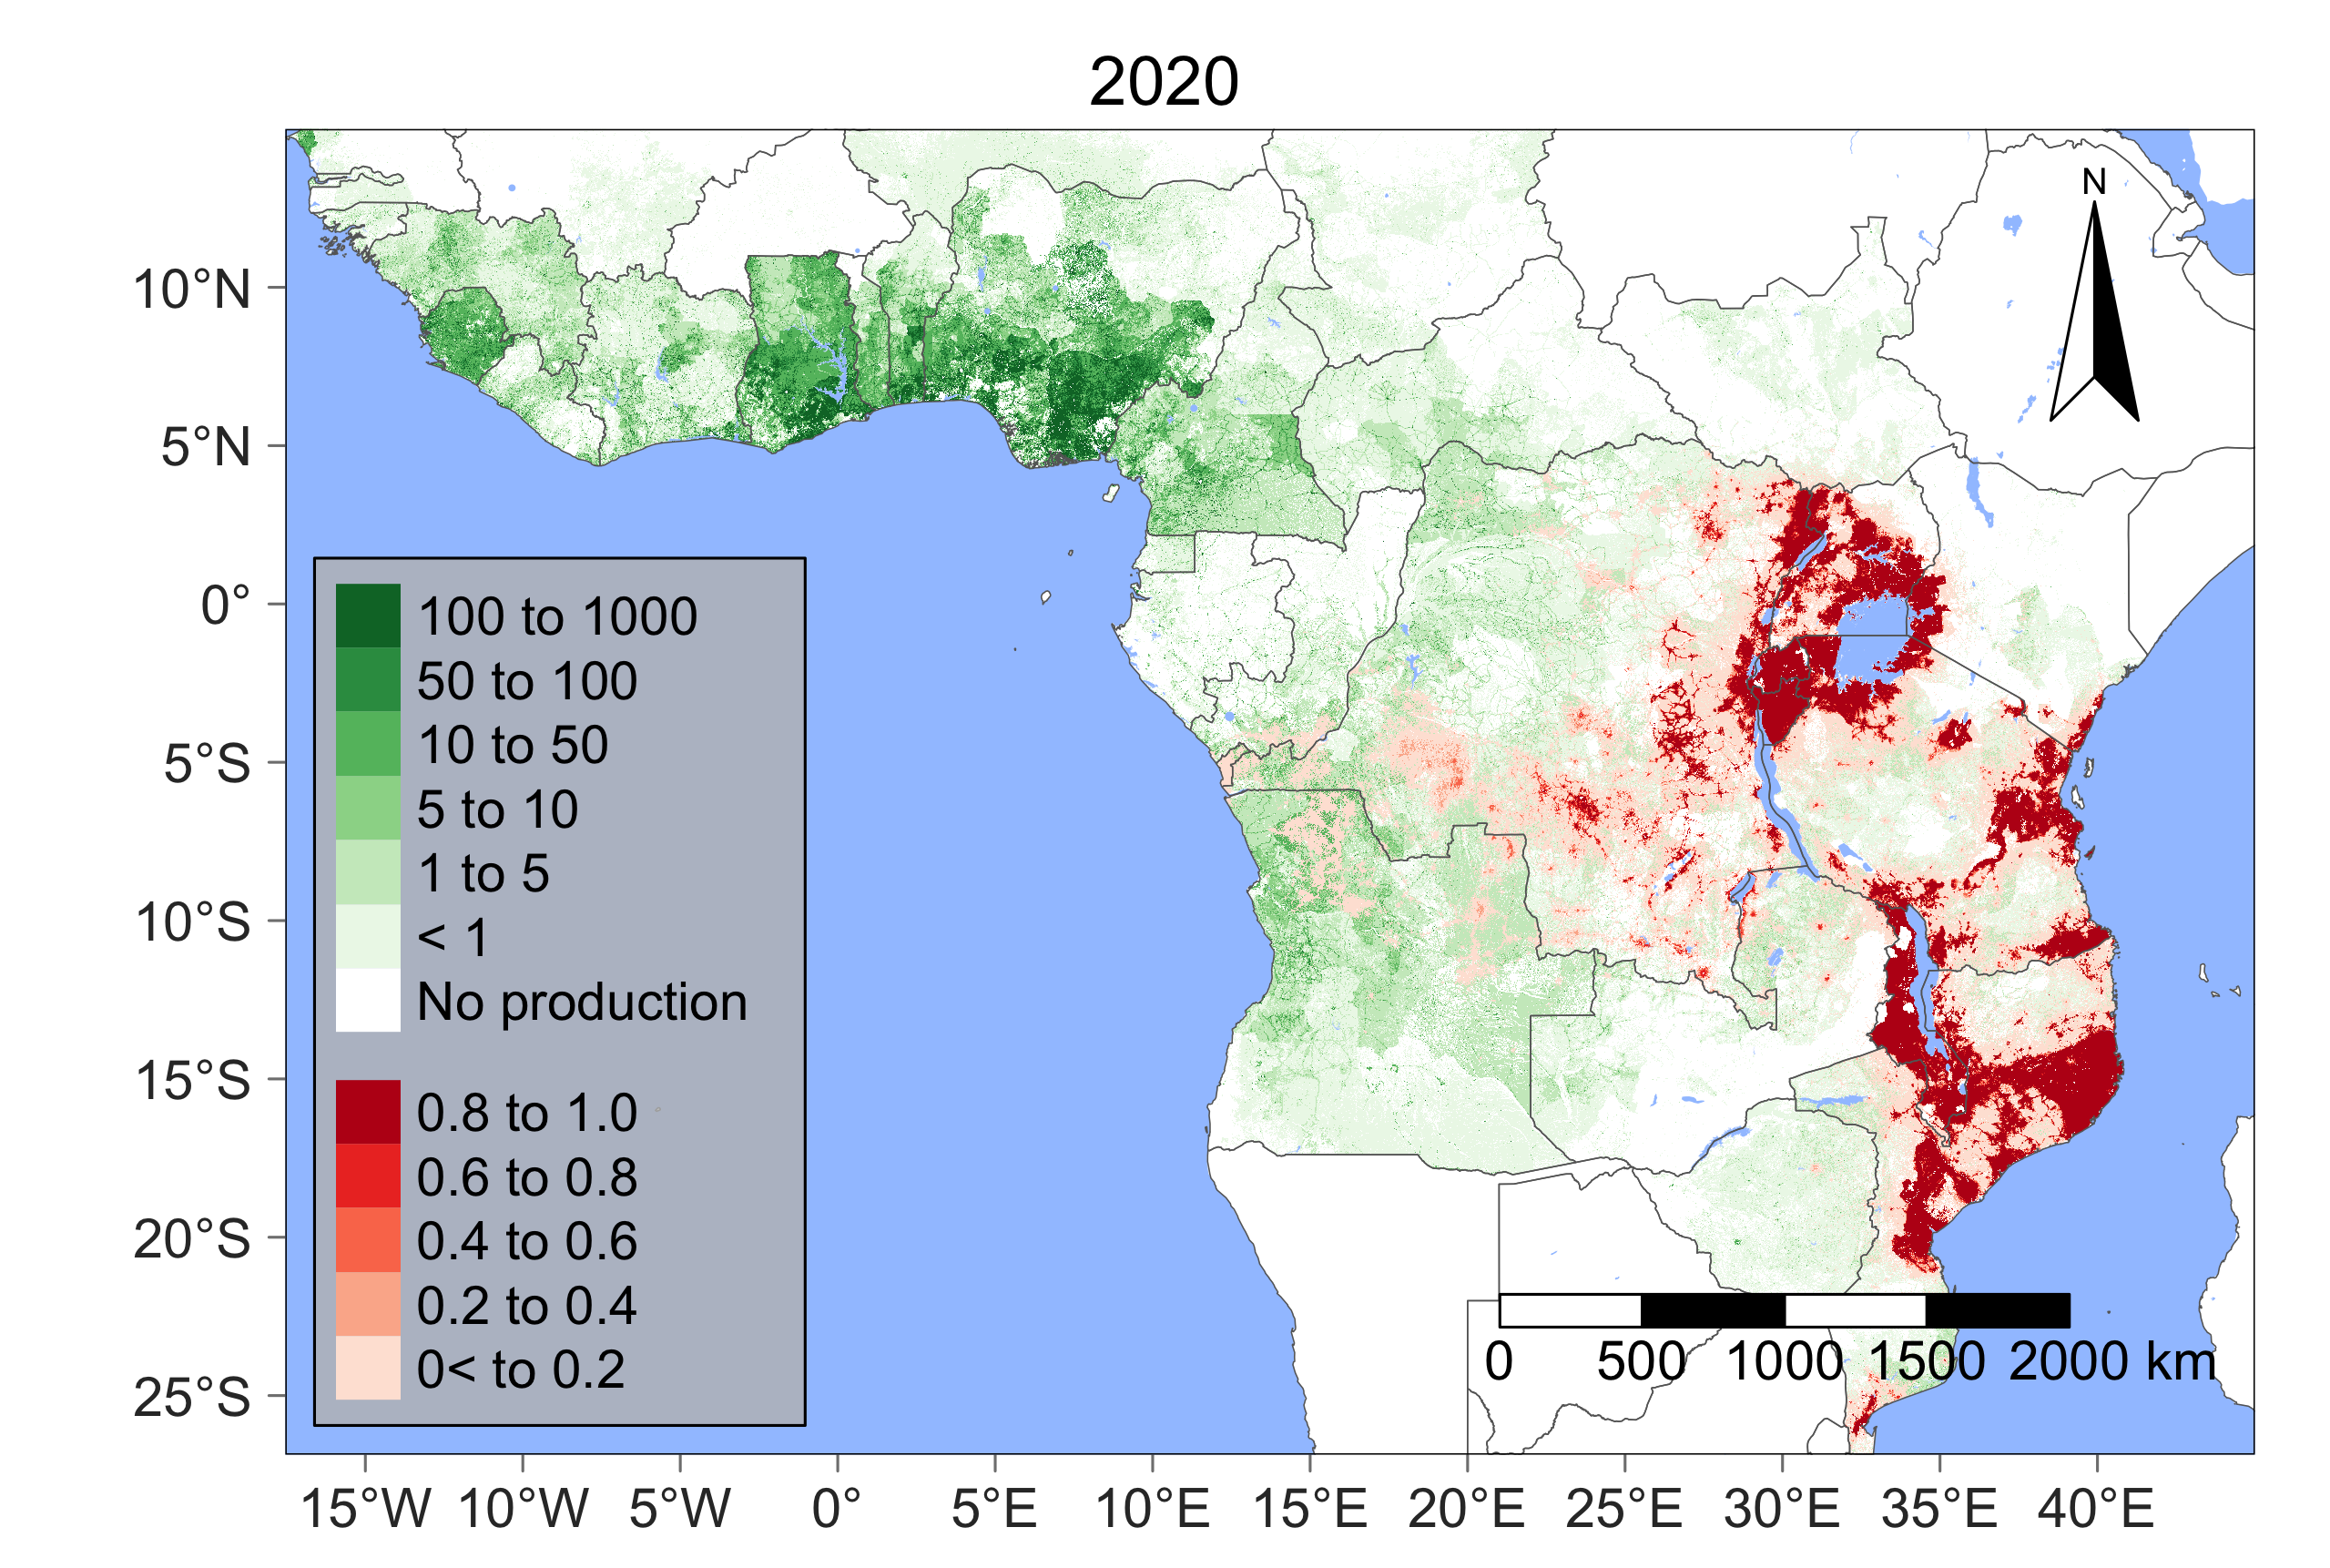 2020
N
10°N
5°N
0°
5°S
10°S
15°S
20°S
25°S
100 to 1000
50 to 100
10 to 50
5 to 10
1 to 5
< 1
No production
0.8 to 1.0
0.6 to 0.8
0.4 to 0.6
0.2 to 0.4
0< to 0.2
0 500 1000 1500 2000 km
15°W 10°W 5°W 0° 5°E 10°E 15°E 20°E 25°E 30°E 35°E 40°E